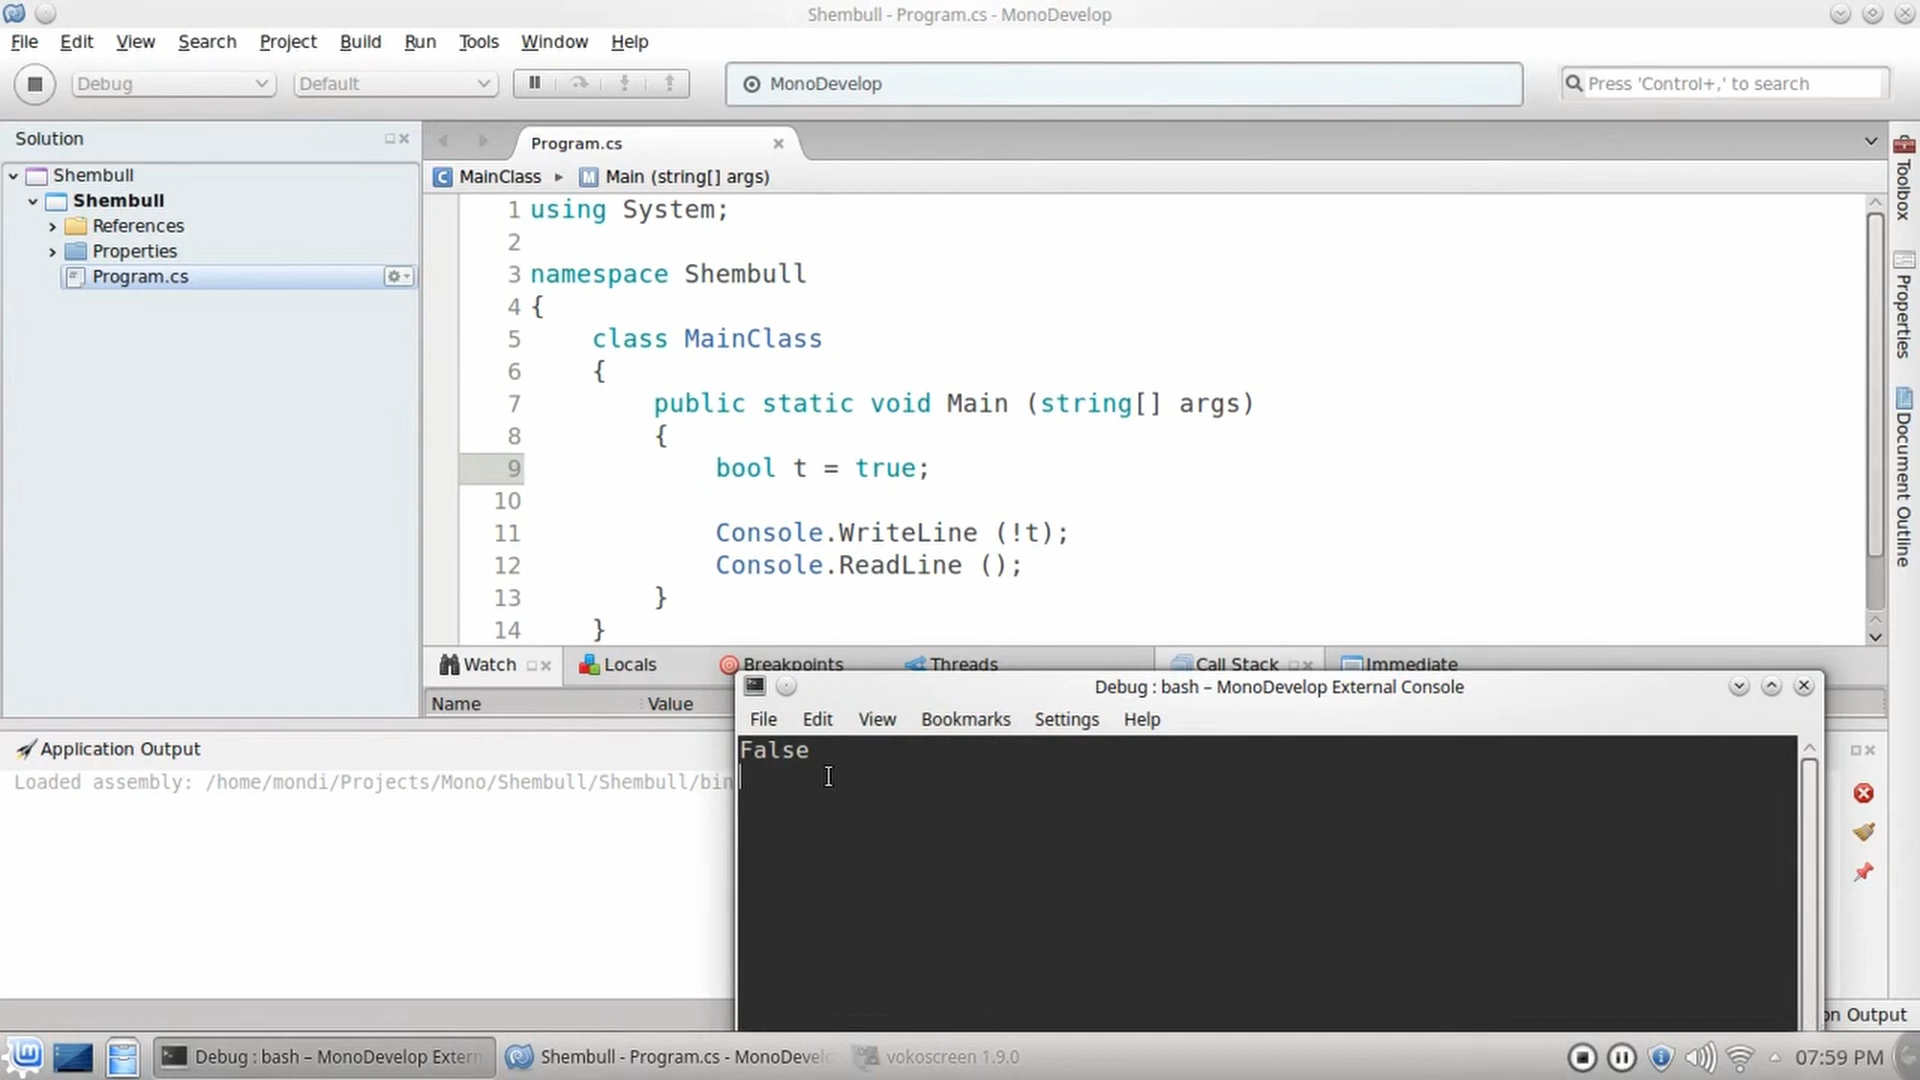 Shembull - Program.cs - MonoDevelop
File Edit View Search Project Build Run Tools Window Help
Debug Default MonoDevelop Press 'Control+,' to search
Solution
Shembull
Shembull
References
Properties
Program.cs
Program.cs
MainClass Main (string[] args)
1 using System;
2
3 namespace Shembull
4 {
5 class MainClass
6 {
7 public static void Main (string[] args)
8 {
9 bool t = true;
10
11 Console.WriteLine (!t);
12 Console.ReadLine ();
13 }
14 }
Toolbox
Properties
Document Outline
Watch Locals Breakpoints Threads Call Stack Immediate
Name Value
Application Output
Loaded assembly: /home/mondi/Projects/Mono/Shembull/Shembull/bin
Debug : bash – MonoDevelop External Console
File Edit View Bookmarks Settings Help
False
on Output
Debug : bash – MonoDevelop Extern Shembull - Program.cs - MonoDevelo vokoscreen 1.9.0 07:59 PM